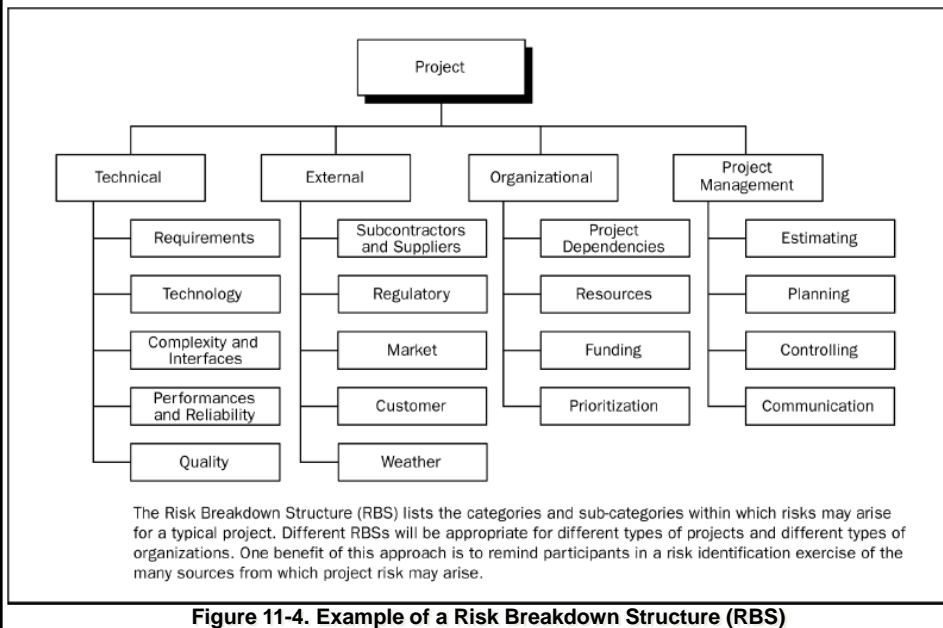 Project
Technical
External
Organizational
Project
Management
Requirements
Subcontractors
and Suppliers
Project
Dependencies
Estimating
Technology
Regulatory
Resources
Planning
Complexity and
Interfaces
Market
Funding
Controlling
Performances
and Reliability
Customer
Prioritization
Communication
Quality
Weather
The Risk Breakdown Structure (RBS) lists the categories and sub-categories within which risks may arise
for a typical project. Different RBSs will be appropriate for different types of projects and different types of
organizations. One benefit of this approach is to remind participants in a risk identification exercise of the
many sources from which project risk may arise.
Figure 11-4. Example of a Risk Breakdown Structure (RBS)